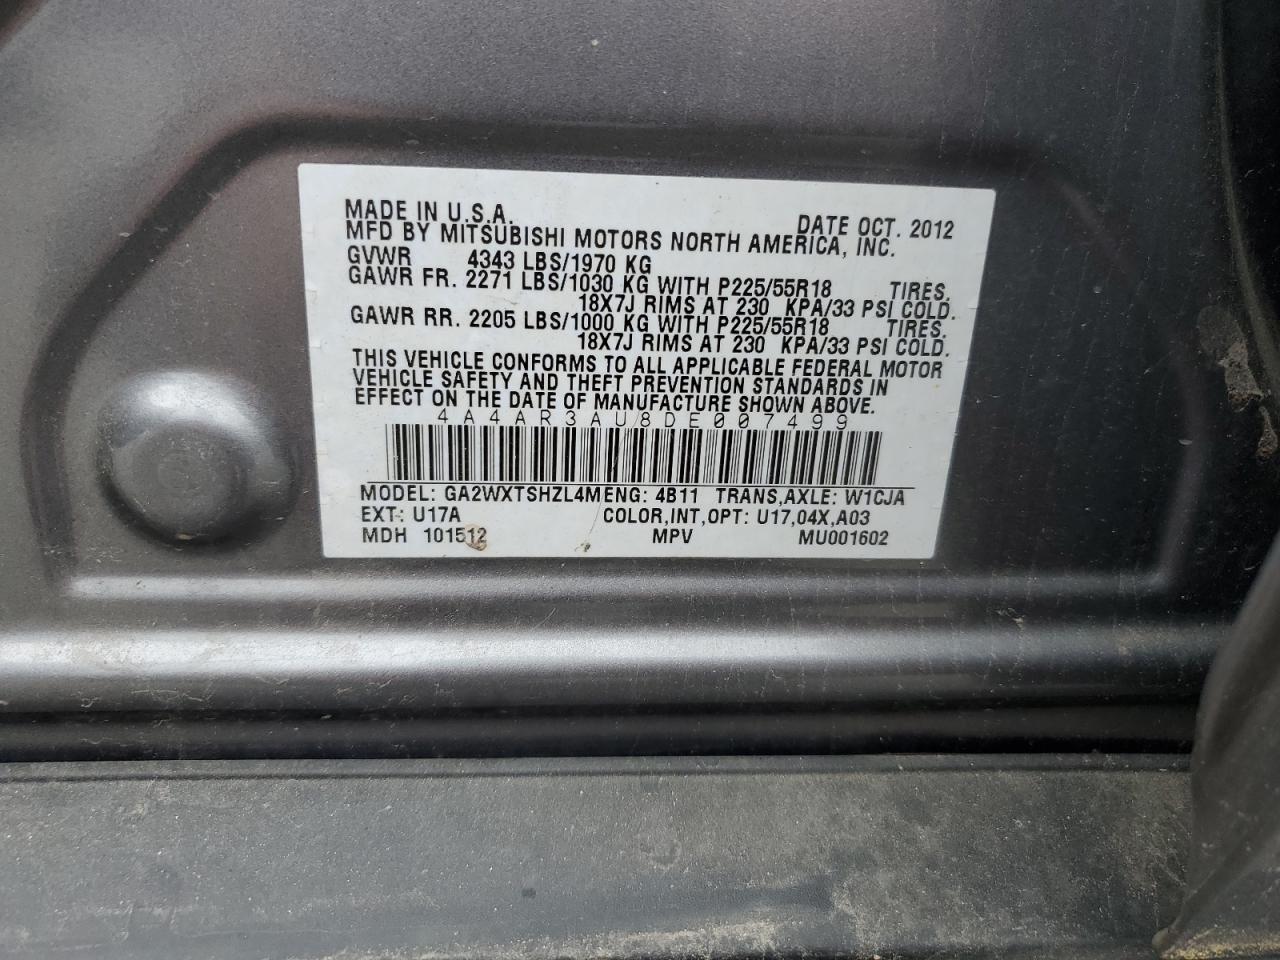 MADE IN U.S.A. DATE OCT. 2012
MFD BY MITSUBISHI MOTORS NORTH AMERICA, INC.
GVWR 4343 LBS/1970 KG
GAWR FR. 2271 LBS/1030 KG WITH P225/55R18 TIRES.
18X7J RIMS AT 230 KPA/33 PSI COLD.
GAWR RR. 2205 LBS/1000 KG WITH P225/55R18 TIRES.
18X7J RIMS AT 230 KPA/33 PSI COLD.
THIS VEHICLE CONFORMS TO ALL APPLICABLE FEDERAL MOTOR
VEHICLE SAFETY AND THEFT PREVENTION STANDARDS IN
EFFECT ON THE DATE OF MANUFACTURE SHOWN ABOVE.
4A4AR3AU8DE007499
MODEL: GA2WXTSHZL4M ENG: 4B11 TRANS,AXLE: W1CJA
EXT: U17A COLOR,INT,OPT: U17,04X,A03
MDH 101512 MPV MU001602